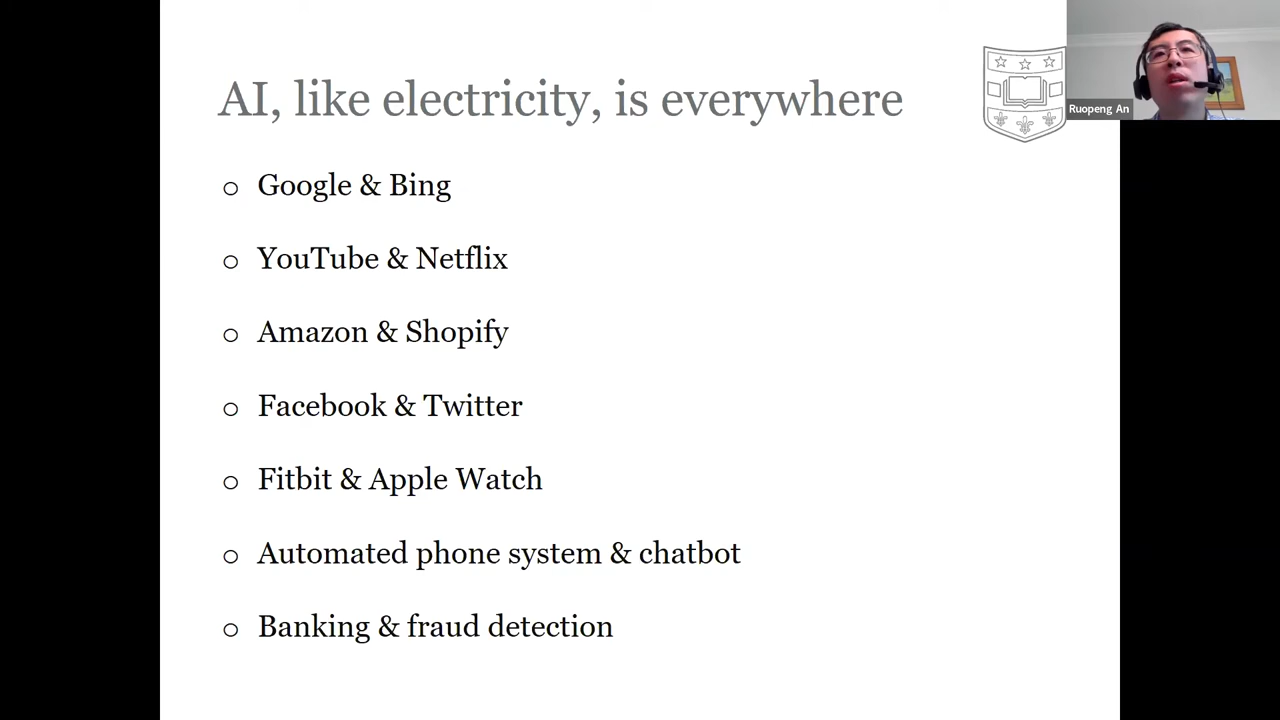 AI, like electricity, is everywhere
Ruopeng An
o Google & Bing
o YouTube & Netflix
o Amazon & Shopify
o Facebook & Twitter
o Fitbit & Apple Watch
o Automated phone system & chatbot
o Banking & fraud detection